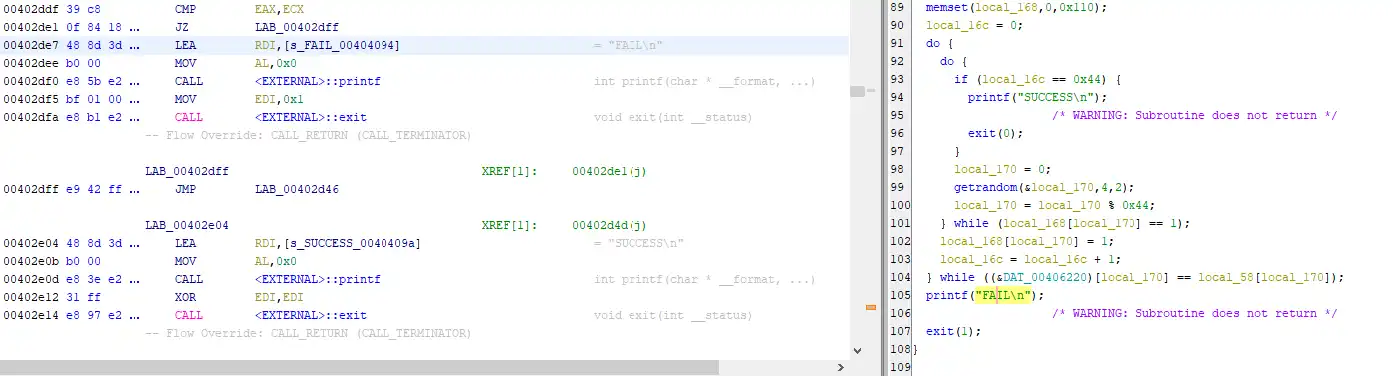 00402ddf 39 c8 CMP EAX,ECX
00402de1 0f 84 18 ... JZ LAB_00402dff
00402de7 48 8d 3d ... LEA RDI,[s_FAIL_00404094] = "FAIL\n"
00402dee b0 00 MOV AL,0x0
00402df0 e8 5b e2 ... CALL <EXTERNAL>::printf int printf(char * __format, ...)
00402df5 bf 01 00 ... MOV EDI,0x1
00402dfa e8 b1 e2 ... CALL <EXTERNAL>::exit void exit(int __status)
-- Flow Override: CALL_RETURN (CALL_TERMINATOR)
LAB_00402dff XREF[1]: 00402de1(j)
00402dff e9 42 ff ... JMP LAB_00402d46
LAB_00402e04 XREF[1]: 00402d4d(j)
00402e04 48 8d 3d ... LEA RDI,[s_SUCCESS_0040409a] = "SUCCESS\n"
00402e0b b0 00 MOV AL,0x0
00402e0d e8 3e e2 ... CALL <EXTERNAL>::printf int printf(char * __format, ...)
00402e12 31 ff XOR EDI,EDI
00402e14 e8 97 e2 ... CALL <EXTERNAL>::exit void exit(int __status)
-- Flow Override: CALL_RETURN (CALL_TERMINATOR)
89 memset(local_168,0,0x110);
90 local_16c = 0;
91 do {
92 do {
93 if (local_16c == 0x44) {
94 printf("SUCCESS\n");
95 /* WARNING: Subroutine does not return */
96 exit(0);
97 }
98 local_170 = 0;
99 getrandom(&local_170,4,2);
100 local_170 = local_170 % 0x44;
101 } while (local_168[local_170] == 1);
102 local_168[local_170] = 1;
103 local_16c = local_16c + 1;
104 } while ((&DAT_00406220)[local_170] == local_58[local_170]);
105 printf("FAIL\n");
106 /* WARNING: Subroutine does not return */
107 exit(1);
108 }
109